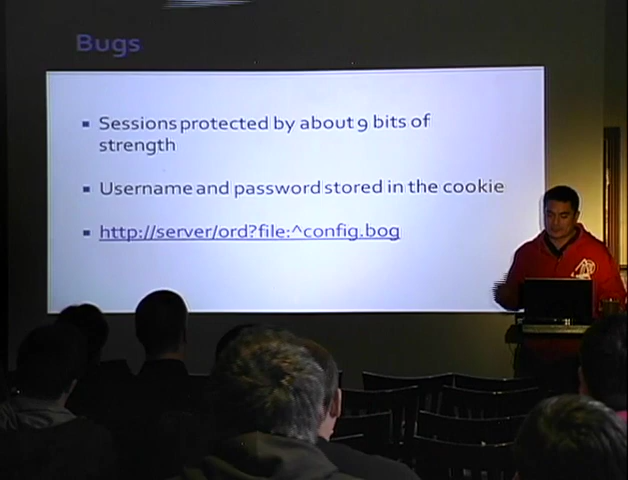 Bugs
Sessions protected by about 9 bits of
strength
Username and password stored in the cookie
http://server/ord?file:^config.bog